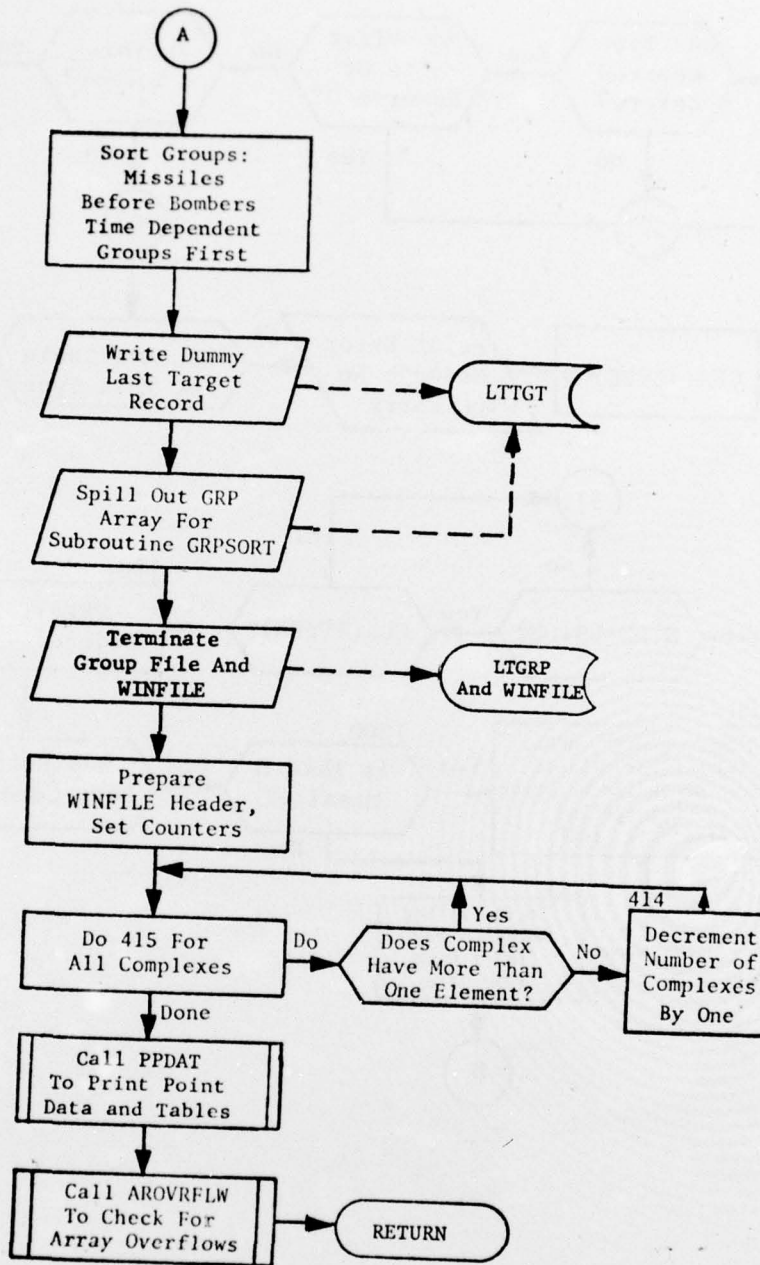 A
Sort Groups:
Missiles
Before Bombers
Time Dependent
Groups First
Write Dummy
Last Target
Record
LTTGT
Spill Out GRP
Array For
Subroutine GRPSORT
Terminate
Group File And
WINFILE
LTGRP
And WINFILE
Prepare
WINFILE Header,
Set Counters
Do 415 For
All Complexes
Do
Does Complex
Have More Than
One Element?
Yes
No
414
Decrement
Number of
Complexes
By One
Done
Call PPDAT
To Print Point
Data and Tables
Call AROVRFLW
To Check For
Array Overflows
RETURN